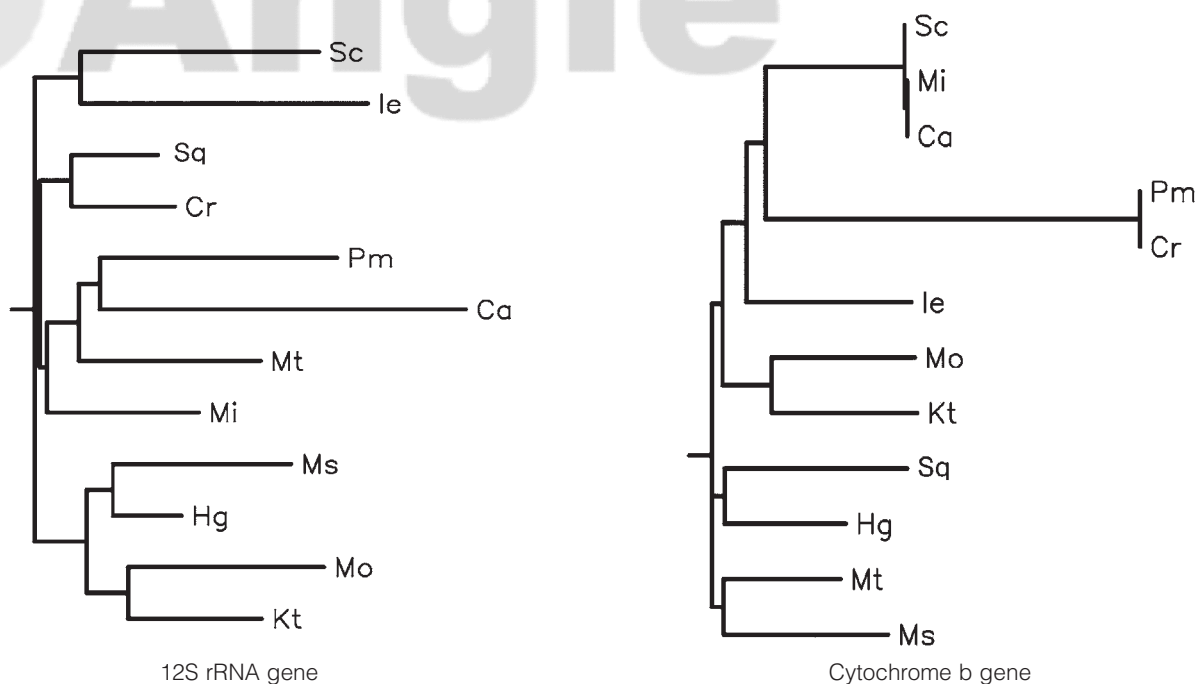 Angle
Sc
Ie
Sq
Cr
Pm
Ca
Mt
Mi
Ms
Hg
Mo
Kt
12S rRNA gene
Sc
Mi
Ca
Pm
Cr
Ie
Mo
Kt
Sq
Hg
Mt
Ms
Cytochrome b gene